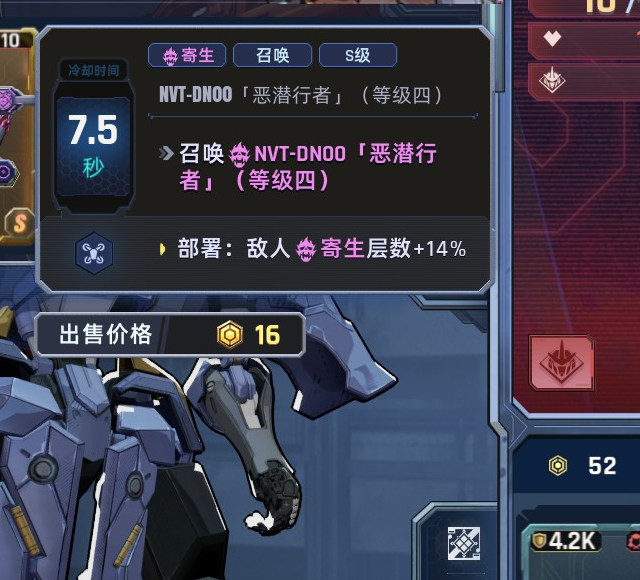 10
寄生
召唤
S级
冷却时间
NVT-DN00「恶潜行者」（等级四）
7.5
秒
召唤 NVT-DN00「恶潜行
者」（等级四）
S
部署：敌人 寄生层数+14%
出售价格
16
52
4.2K